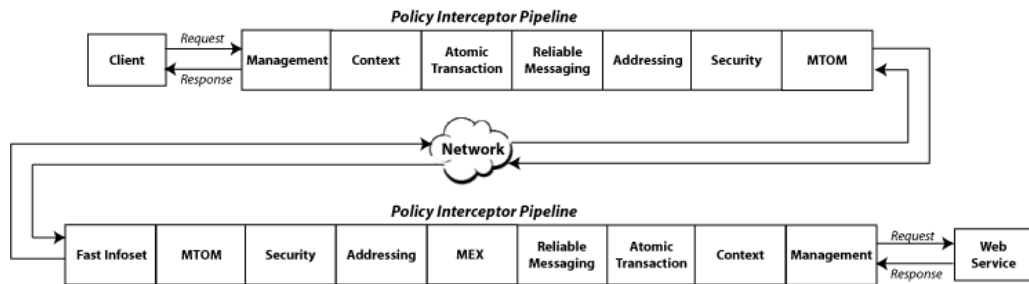 Policy Interceptor Pipeline
Client
Request
Response
Management
Context
Atomic
Transaction
Reliable
Messaging
Addressing
Security
MTOM
Network
Policy Interceptor Pipeline
Fast Infoset
MTOM
Security
Addressing
MEX
Reliable
Messaging
Atomic
Transaction
Context
Management
Request
Response
Web
Service